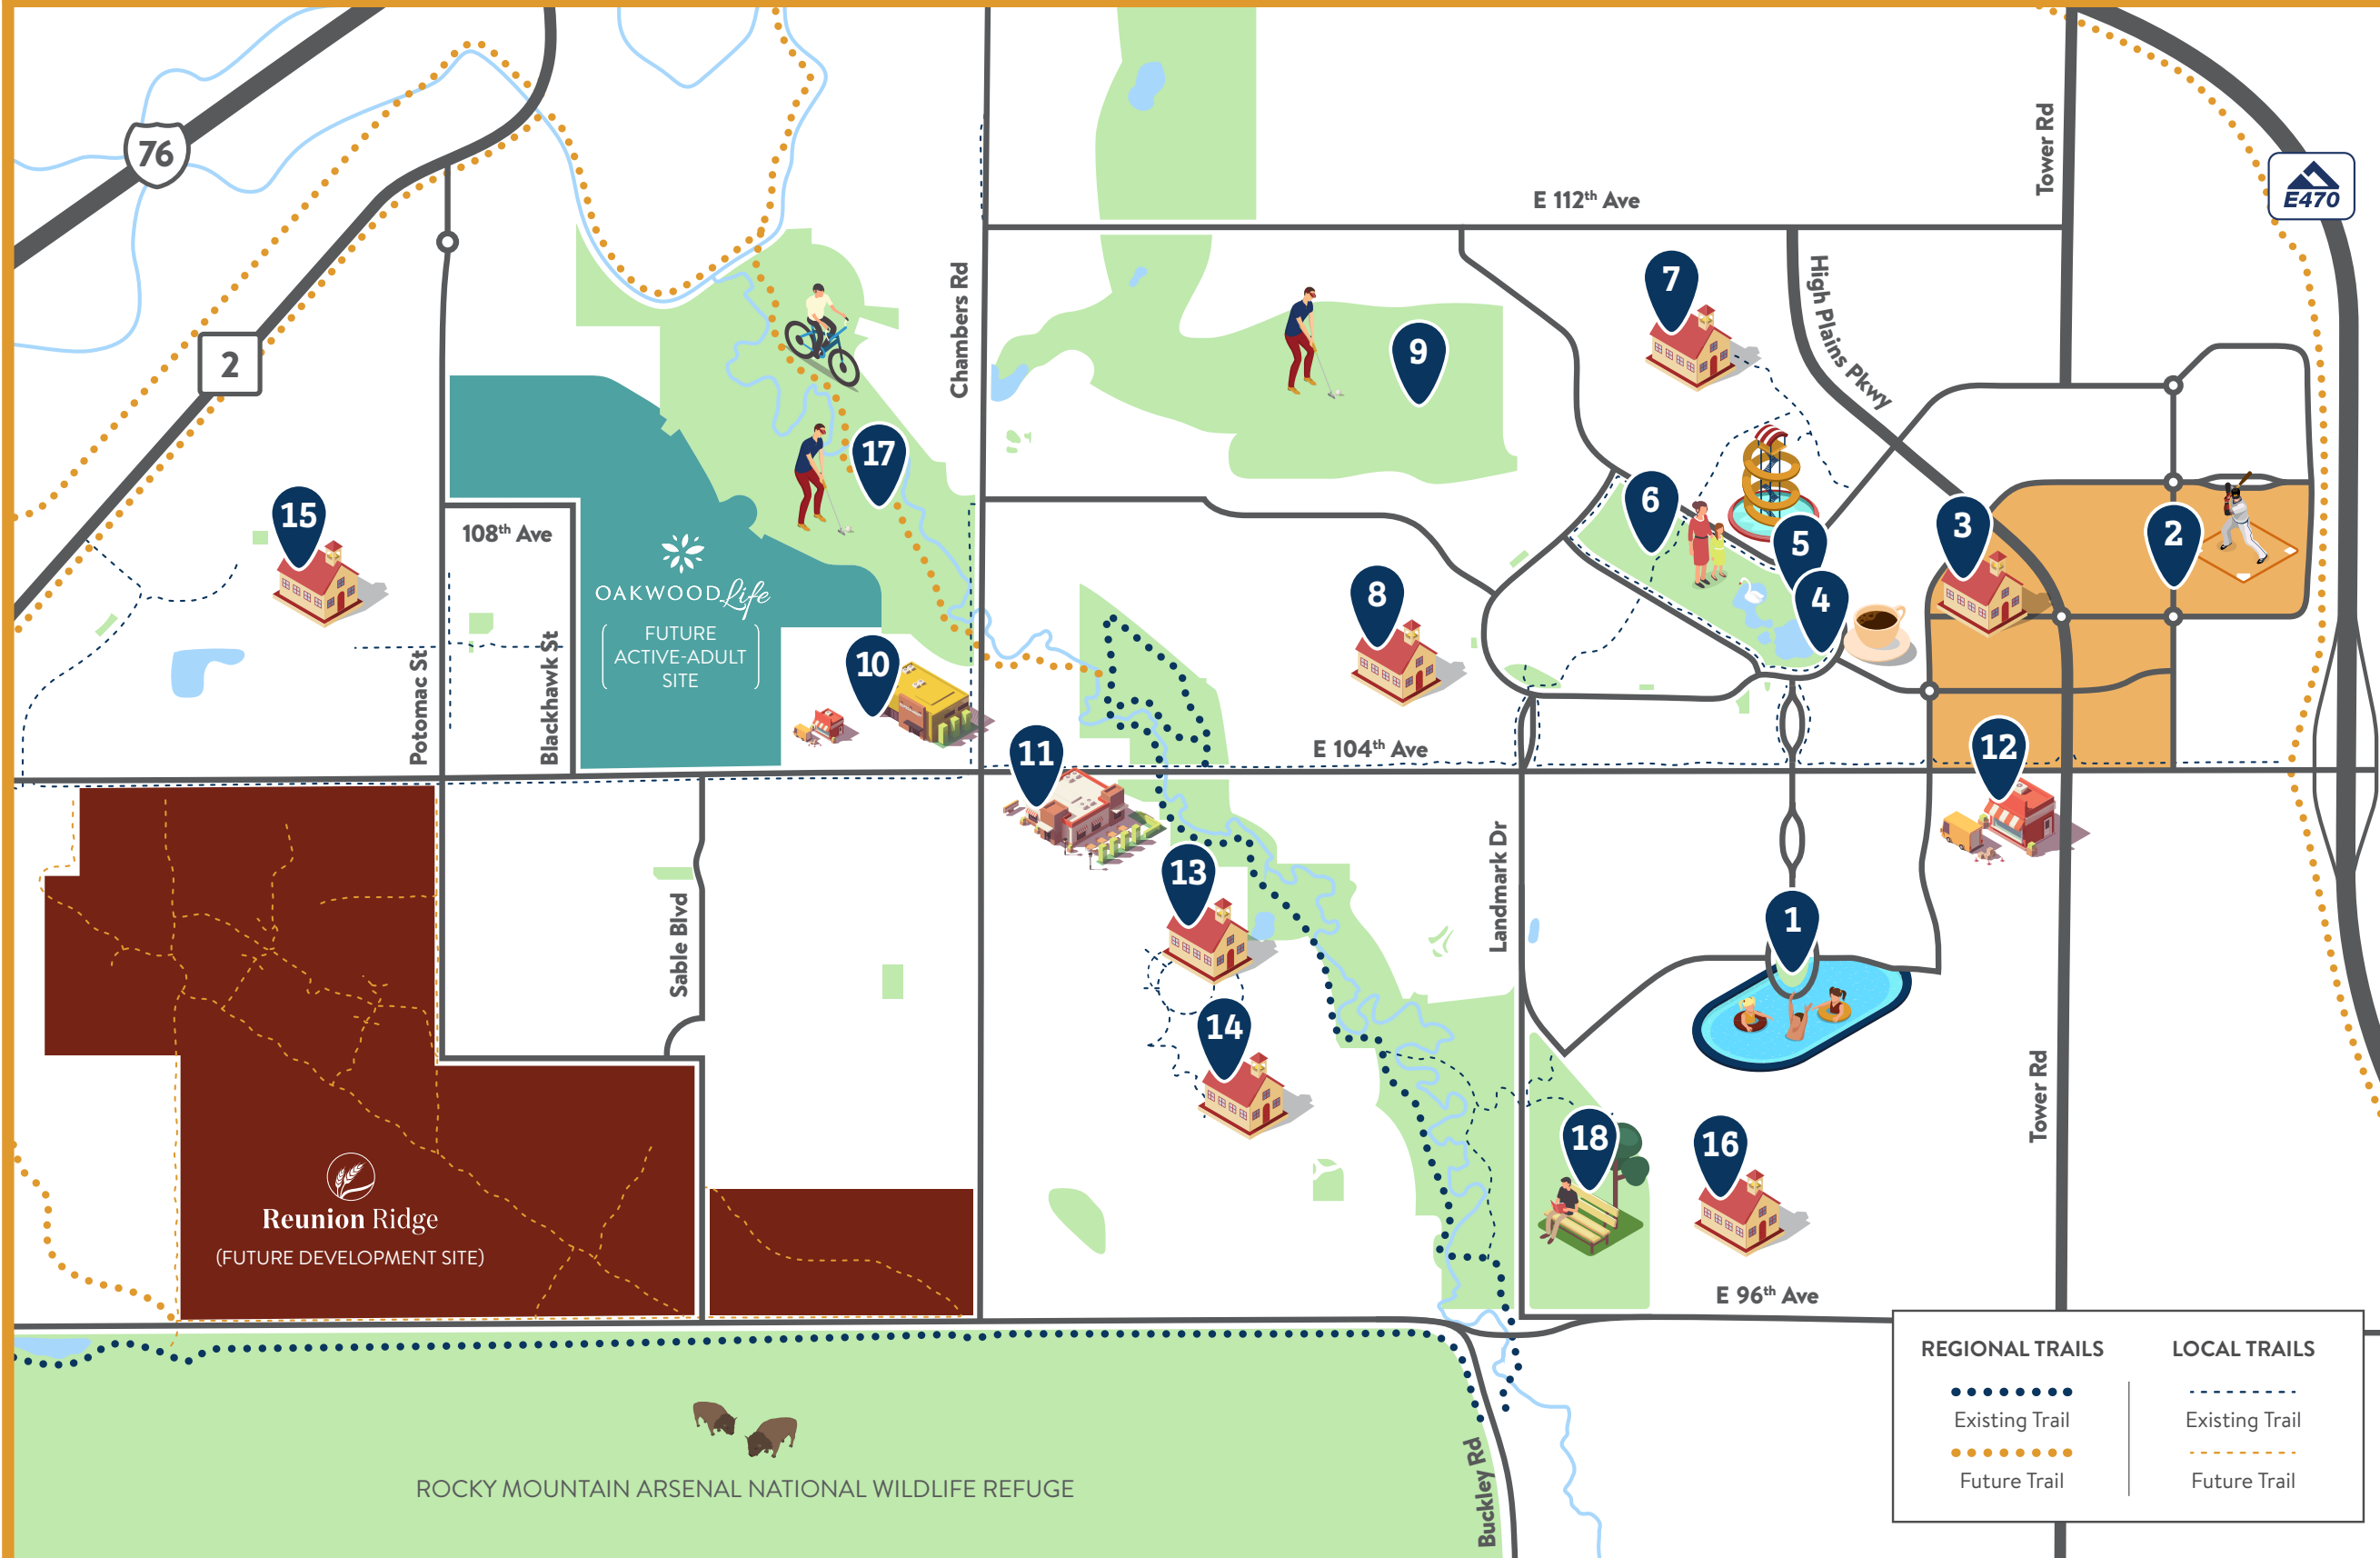 76
2
Tower Rd
E470
E 112th Ave
Chambers Rd
High Plains Pkwy
7
9
17
6
5
4
3
2
15
108th Ave
OAKWOOD Life
FUTURE
ACTIVE-ADULT
SITE
8
10
Potomac St
Blackhawk St
11
E 104th Ave
12
13
Landmark Dr
1
Sable Blvd
14
18
16
Tower Rd
Reunion Ridge
(FUTURE DEVELOPMENT SITE)
E 96th Ave
REGIONAL TRAILS
Existing Trail
Future Trail
LOCAL TRAILS
Existing Trail
Future Trail
ROCKY MOUNTAIN ARSENAL NATIONAL WILDLIFE REFUGE
Buckley Rd